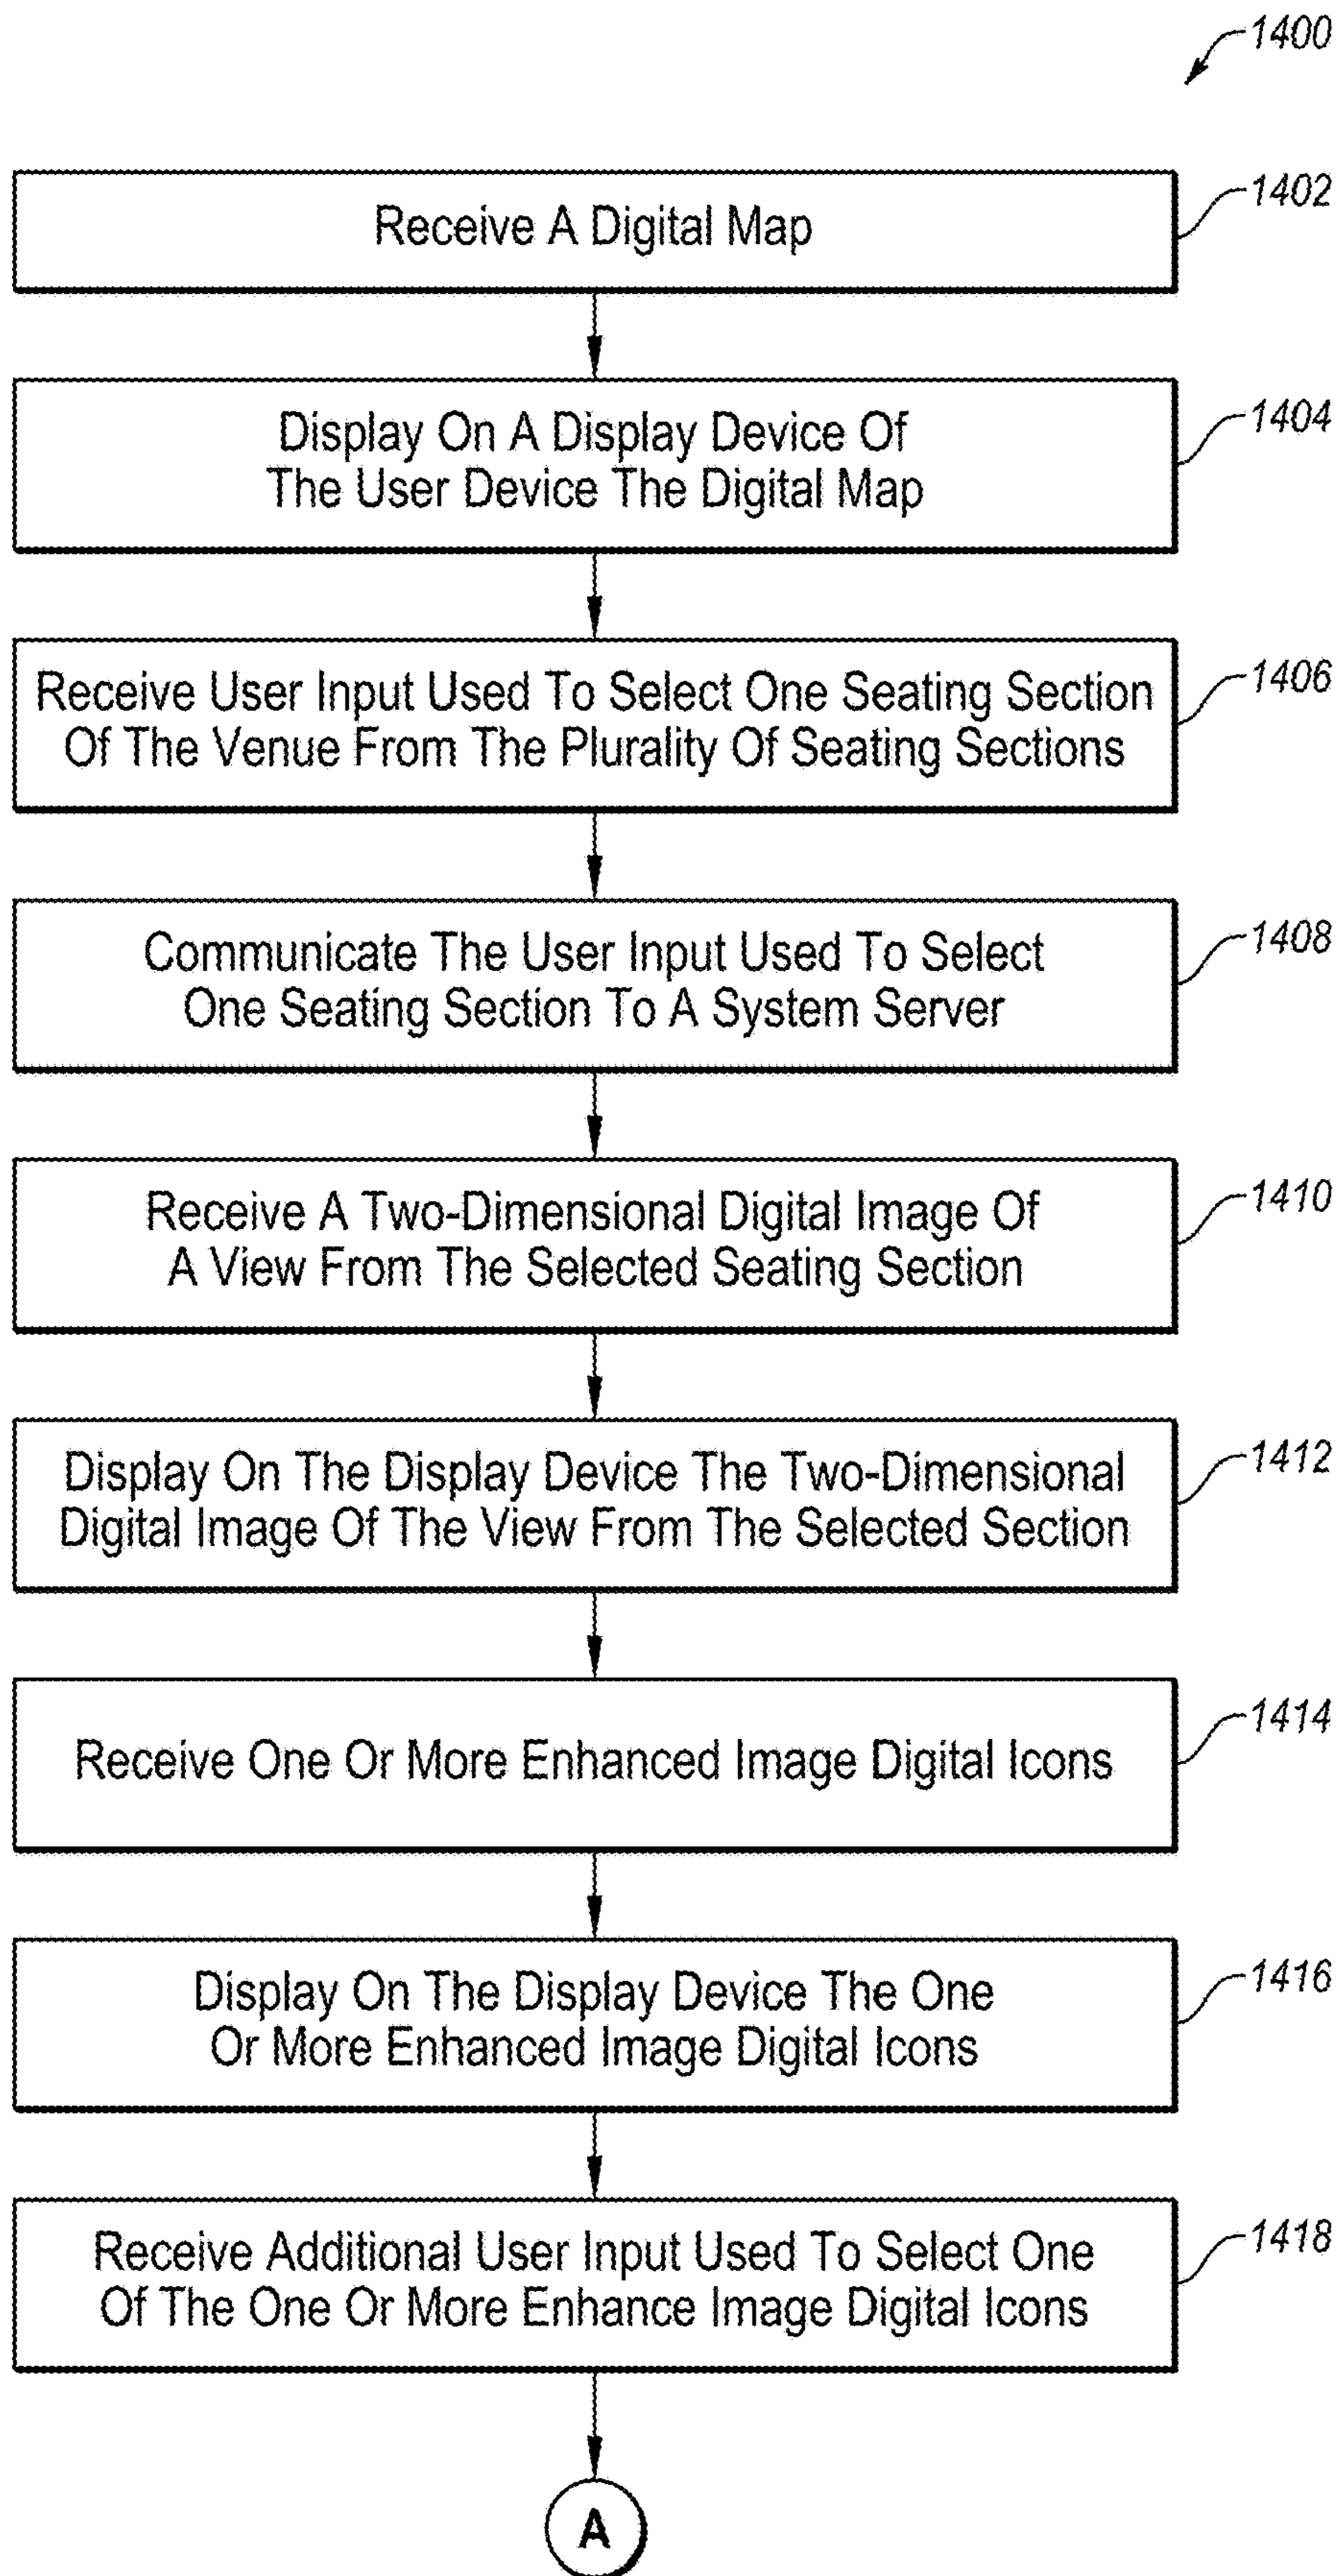 1400
1402
Receive A Digital Map
1404
Display On A Display Device Of
The User Device The Digital Map
1406
Receive User Input Used To Select One Seating Section
Of The Venue From The Plurality Of Seating Sections
1408
Communicate The User Input Used To Select
One Seating Section To A System Server
1410
Receive A Two-Dimensional Digital Image Of
A View From The Selected Seating Section
1412
Display On The Display Device The Two-Dimensional
Digital Image Of The View From The Selected Section
1414
Receive One Or More Enhanced Image Digital Icons
1416
Display On The Display Device The One
Or More Enhanced Image Digital Icons
1418
Receive Additional User Input Used To Select One
Of The One Or More Enhance Image Digital Icons
A